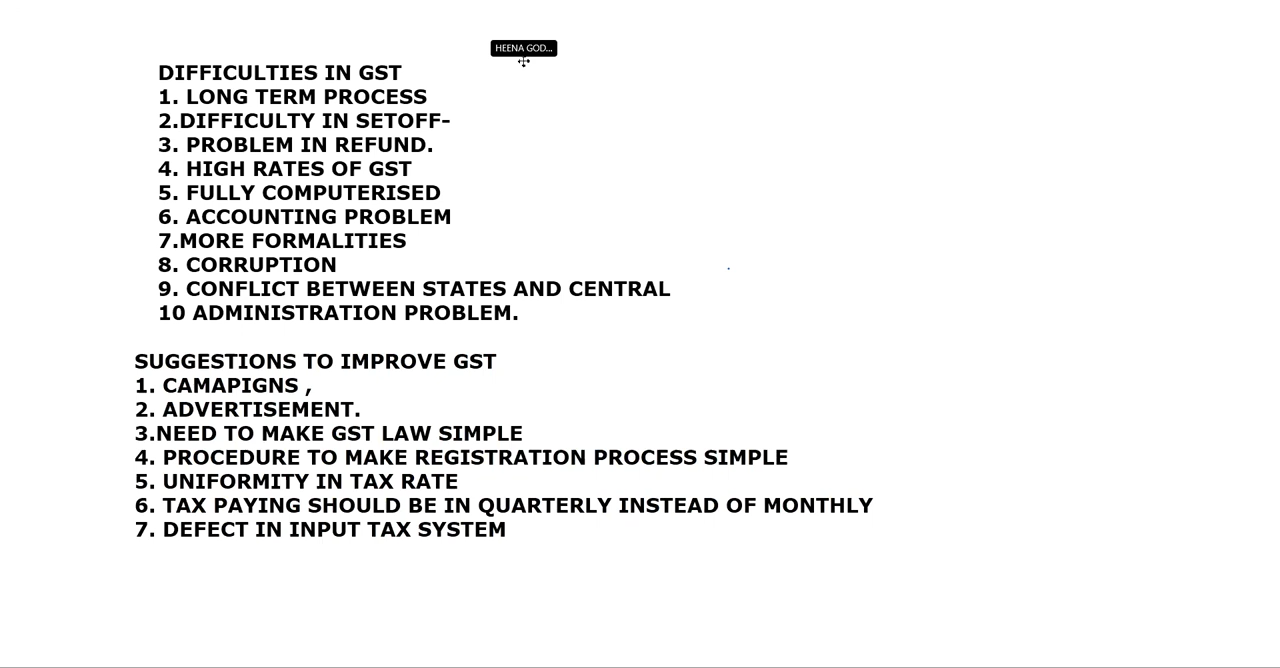 HEENA GOD...
DIFFICULTIES IN GST
1. LONG TERM PROCESS
2.DIFFICULTY IN SETOFF-
3. PROBLEM IN REFUND.
4. HIGH RATES OF GST
5. FULLY COMPUTERISED
6. ACCOUNTING PROBLEM
7.MORE FORMALITIES
8. CORRUPTION
9. CONFLICT BETWEEN STATES AND CENTRAL
10 ADMINISTRATION PROBLEM.
SUGGESTIONS TO IMPROVE GST
1. CAMAPIGNS ,
2. ADVERTISEMENT.
3.NEED TO MAKE GST LAW SIMPLE
4. PROCEDURE TO MAKE REGISTRATION PROCESS SIMPLE
5. UNIFORMITY IN TAX RATE
6. TAX PAYING SHOULD BE IN QUARTERLY INSTEAD OF MONTHLY
7. DEFECT IN INPUT TAX SYSTEM